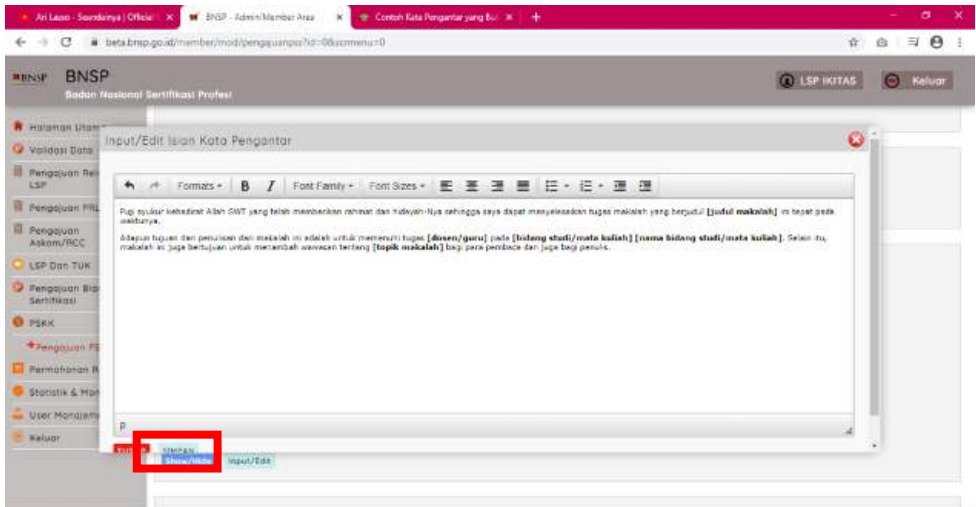 Ari Lasso - Seandainya | Official
BNSP - Admin/Member Area
Contoh Kata Pengantar yang
beta.bnsp.go.id/member/mod/pengajuanpsi?id=0&sormenu=0
BNSP
BNSP
Badan Nasional Sertifikasi Profesi
LSP IKITAS
Keluar
Halaman Utama
Validasi Data
Pengajuan
LSP
Pengajuan PRL
Pengajuan
Askom/RCC
LSP Dan TUK
Pengajuan
Sertifikasi
PSKK
Pengajuan
Permohonan
Statistik &
User
Keluar
Input/Edit Isian Kata Pengantar
Formats
B I
Font Family
Font Sizes
Puji syukur kehadirat Allah SWT yang telah memberikan rahmat dan hidayah-Nya sehingga saya dapat menyelesaikan tugas makalah yang berjudul [judul makalah] ini tepat pada
waktunya.
Adapun tujuan dari penulisan dari makalah ini adalah untuk memenuhi tugas [dosen/guru] pada [bidang studi/mata kuliah] [nama bidang studi/mata kuliah]. Selain itu,
makalah ini juga bertujuan untuk menambah wawasan tentang [topik makalah] bagi para pembaca dan juga bagi penulis.
p
SIMPAN
Show/Hide
Input/Edit